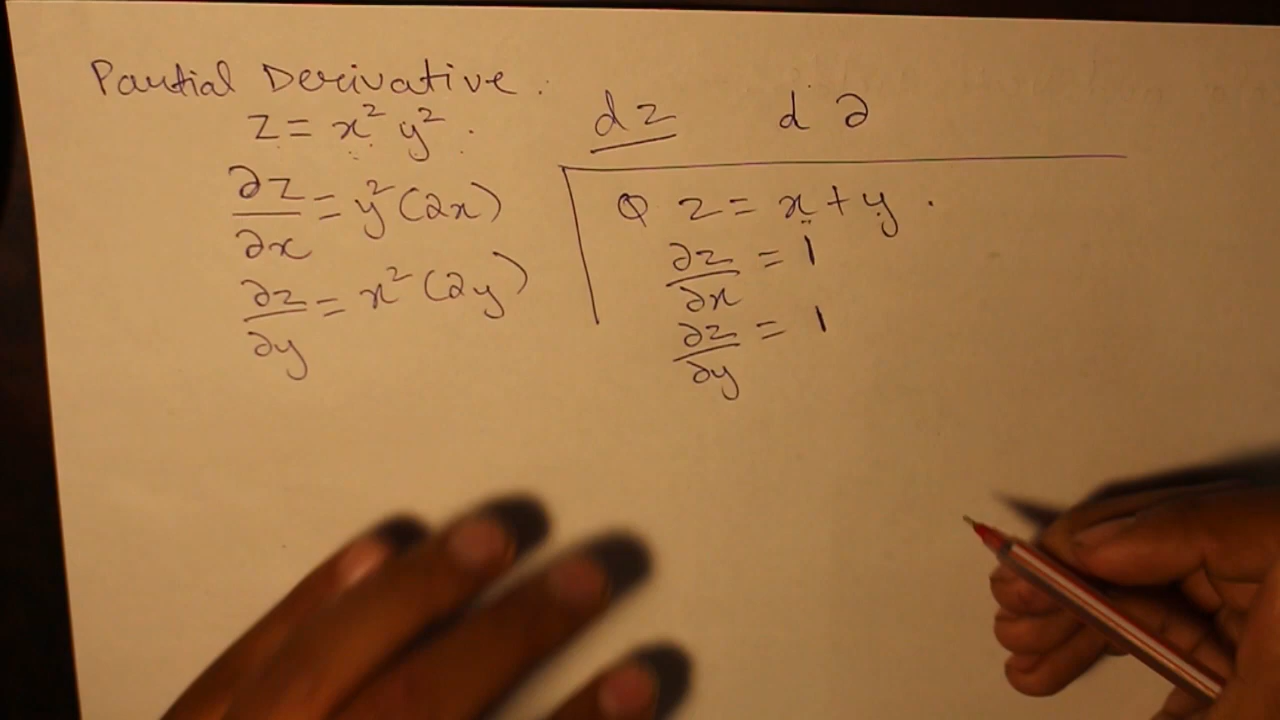 Partial Derivative.
z = x² y².
∂z/∂x = y²(2x)
∂z/∂y = x²(2y)
dz d ∂
Q z = x + y.
∂z/∂x = 1
∂z/∂y = 1